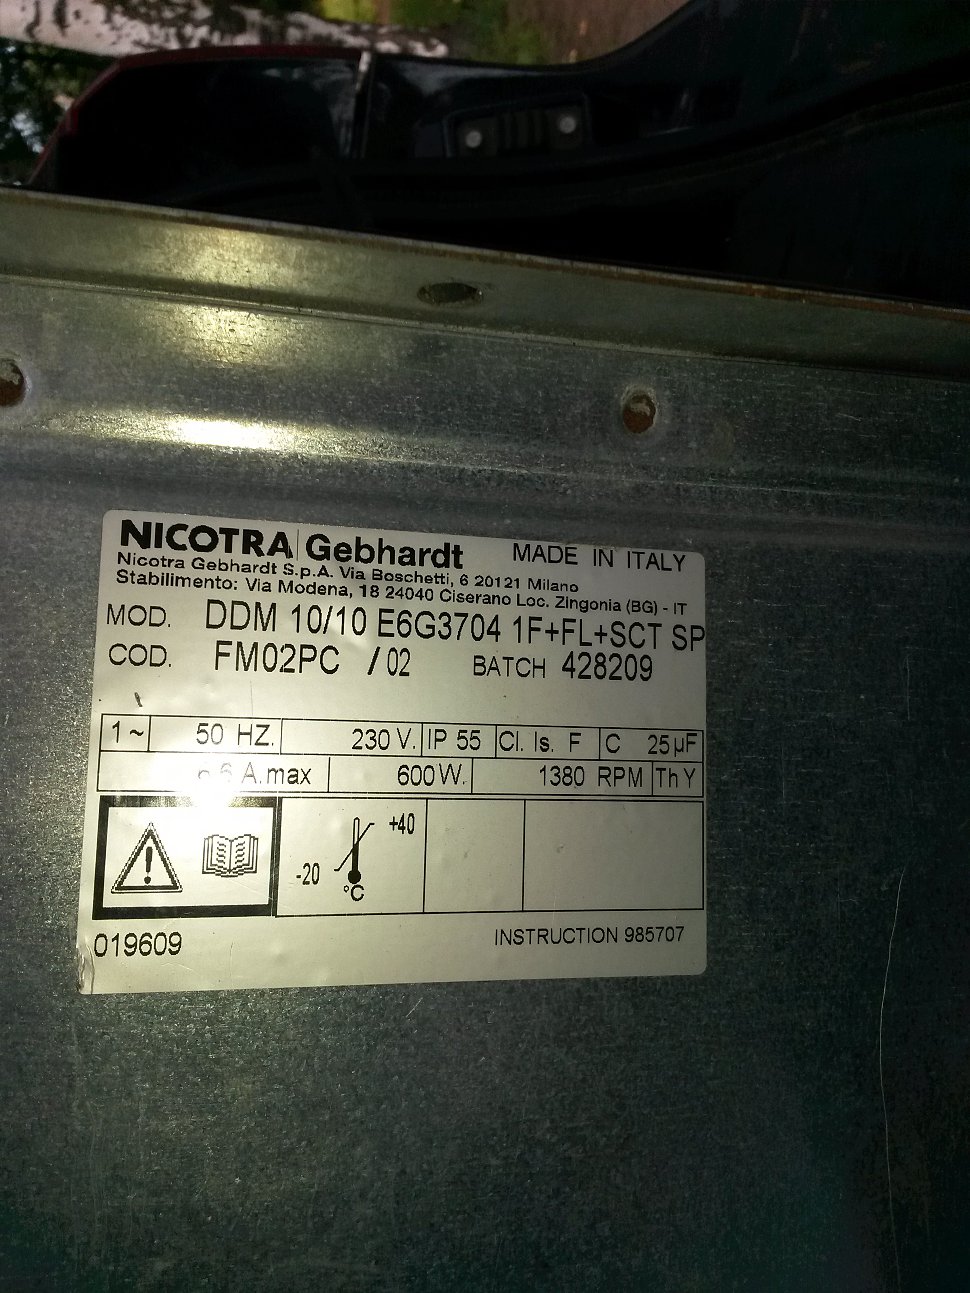 NICOTRA Gebhardt MADE IN ITALY
Nicotra Gebhardt S.p.A. Via Boschetti, 6 20121 Milano
Stabilimento: Via Modena, 18 24040 Ciserano Loc. Zingonia (BG) - IT
MOD. DDM 10/10 E6G3704 1F+FL+SCT SP
COD. FM02PC /02 BATCH 428209
1~ 50 HZ. 230 V. IP 55 Cl. Is. F C 25µF
A.max 600W. 1380 RPM Th Y
+40
-20
°C
019609 INSTRUCTION 985707